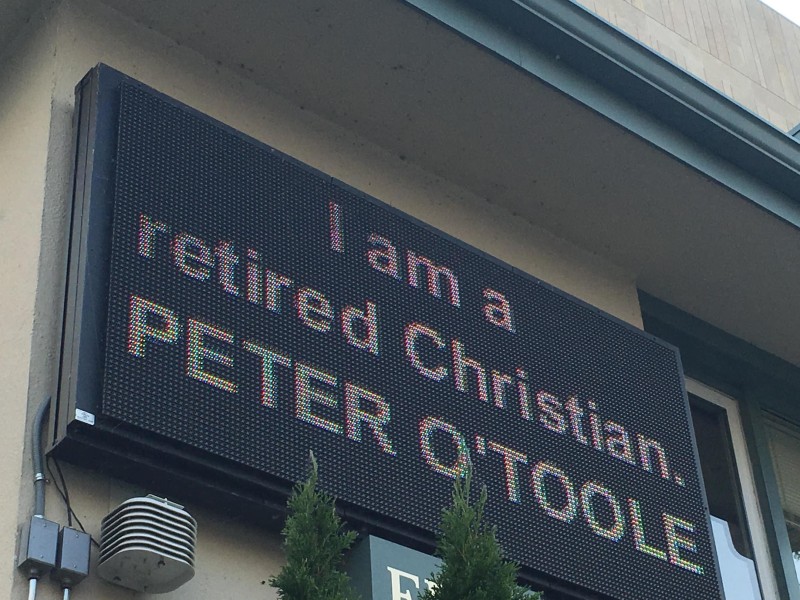 I am a
retired Christian.
PETER O'TOOLE